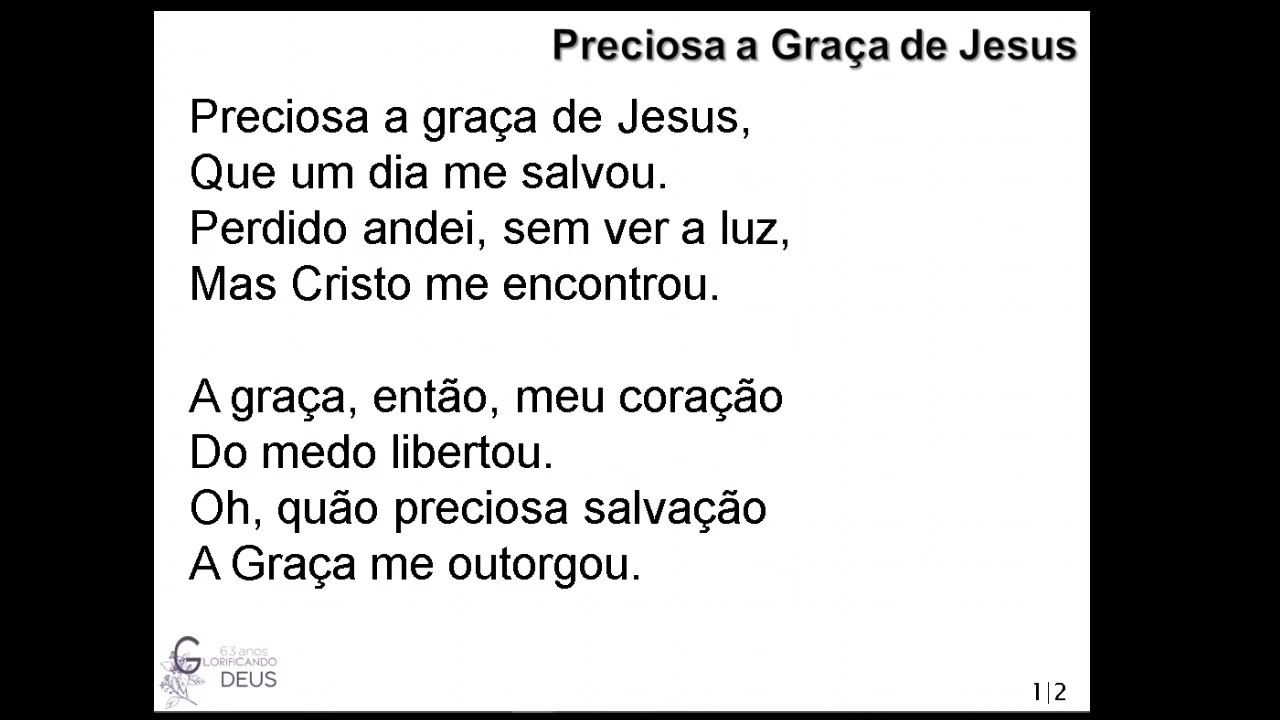 Preciosa a Graça de Jesus
Preciosa a graça de Jesus,
Que um dia me salvou.
Perdido andei, sem ver a luz,
Mas Cristo me encontrou.
A graça, então, meu coração
Do medo libertou.
Oh, quão preciosa salvação
A Graça me outorgou.
63 anos
GLORIFICANDO
DEUS
1|2